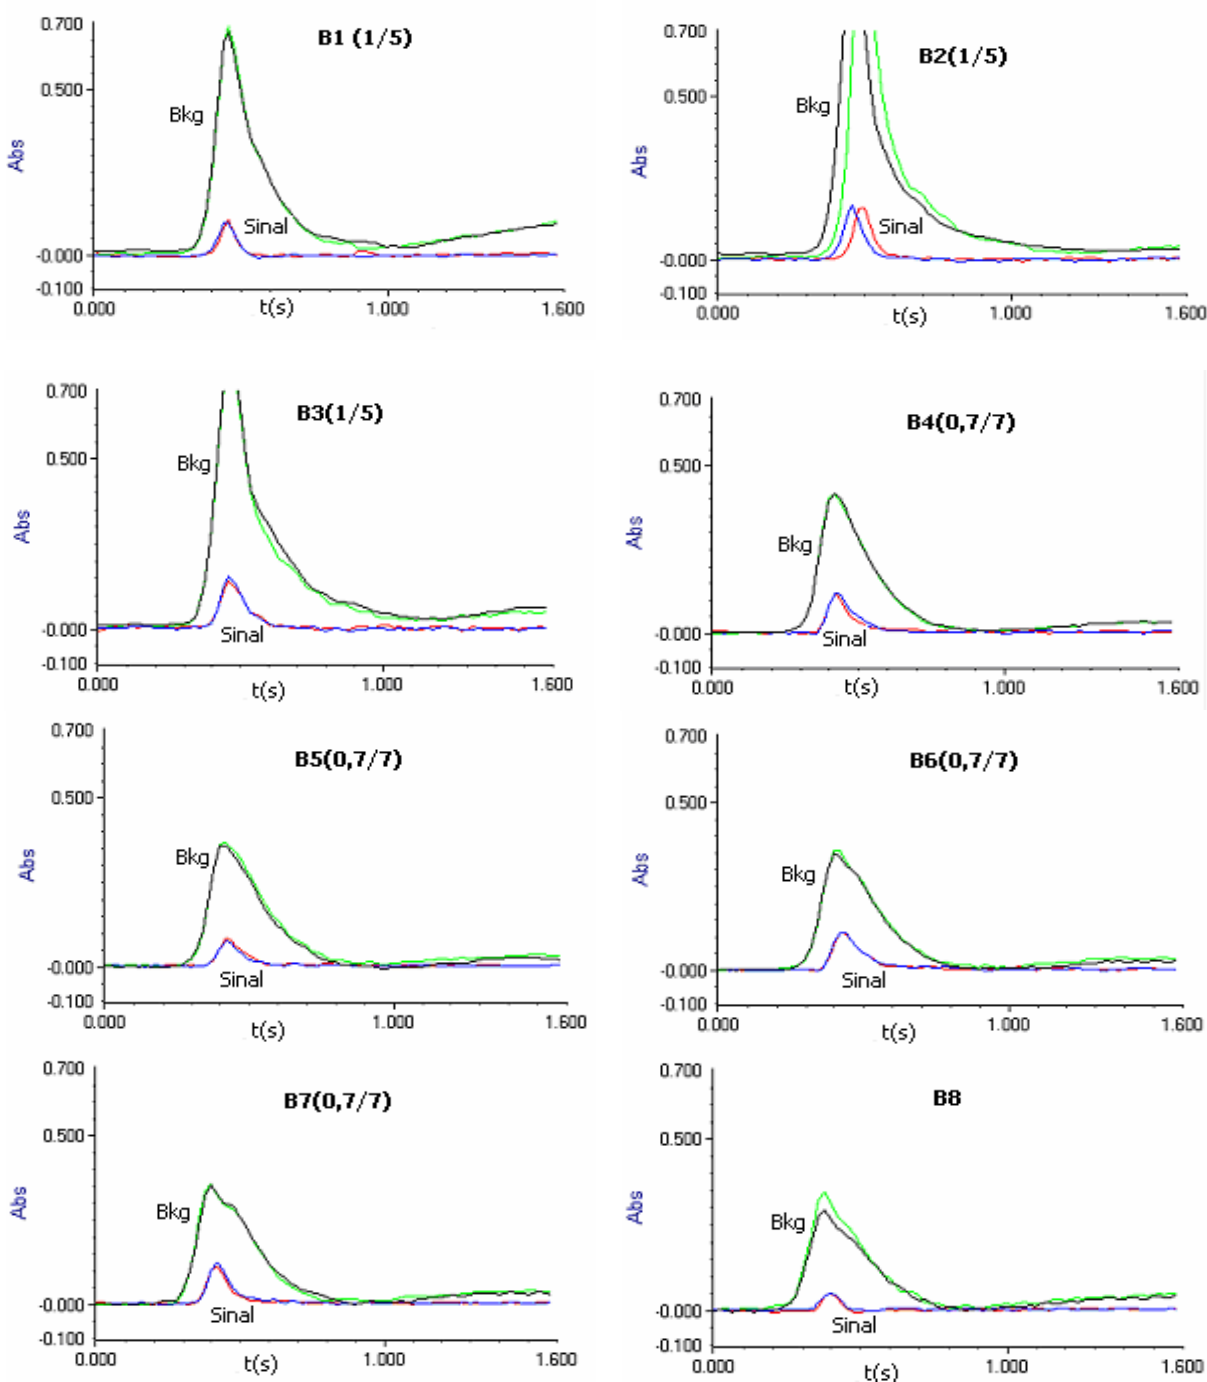 0.700
B1 (1/5)
0.500
Bkg
Abs
Sinal
-0.000
-0.100
0.000
t(s)
1.000
1.600
0.700
B2(1/5)
0.500
Bkg
Abs
Sinal
-0.000
-0.100
0.000
t(s)
1.000
1.600
0.700
B3(1/5)
0.500
Bkg
Abs
Sinal
-0.000
-0.100
0.000
t(s)
1.000
1.600
0.700
B4(0,7/7)
0.500
Bkg
Abs
Sinal
-0.000
-0.100
0.000
t(s)
1.000
1.600
0.700
B5(0,7/7)
0.500
Bkg
Abs
Sinal
-0.000
-0.100
0.000
t(s)
1.000
1.600
0.700
B6(0,7/7)
0.500
Bkg
Abs
Sinal
-0.000
-0.100
0.000
t(s)
1.000
1.600
0.700
B7(0,7/7)
0.500
Bkg
Abs
Sinal
-0.000
-0.100
0.000
t(s)
1.000
1.600
0.700
B8
0.500
Bkg
Abs
Sinal
-0.000
-0.100
0.000
t(s)
1.000
1.600